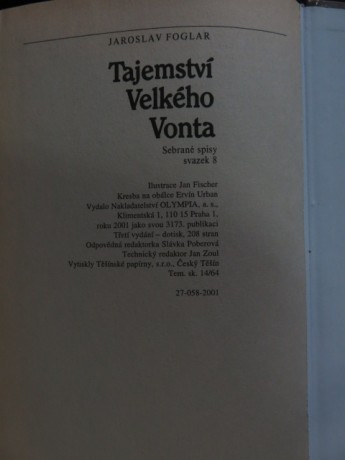 JAROSLAV FOGLAR
Tajemství
Velkého
Vonta
Sebrané spisy
svazek 8
Ilustrace Jan Fischer
Kresba na obálce Ervín Urban
Vydalo Nakladatelství OLYMPIA, a. s.,
Klimentská 1, 110 15 Praha 1,
roku 2001 jako svou 3173. publikaci
Třetí vydání – dotisk, 208 stran
Odpovědná redaktorka Slávka Poberová
Technický redaktor Jan Zoul
Vytiskly Těšínské papírny, s.r.o., Český Těšín
Tem. sk. 14/64
27-058-2001